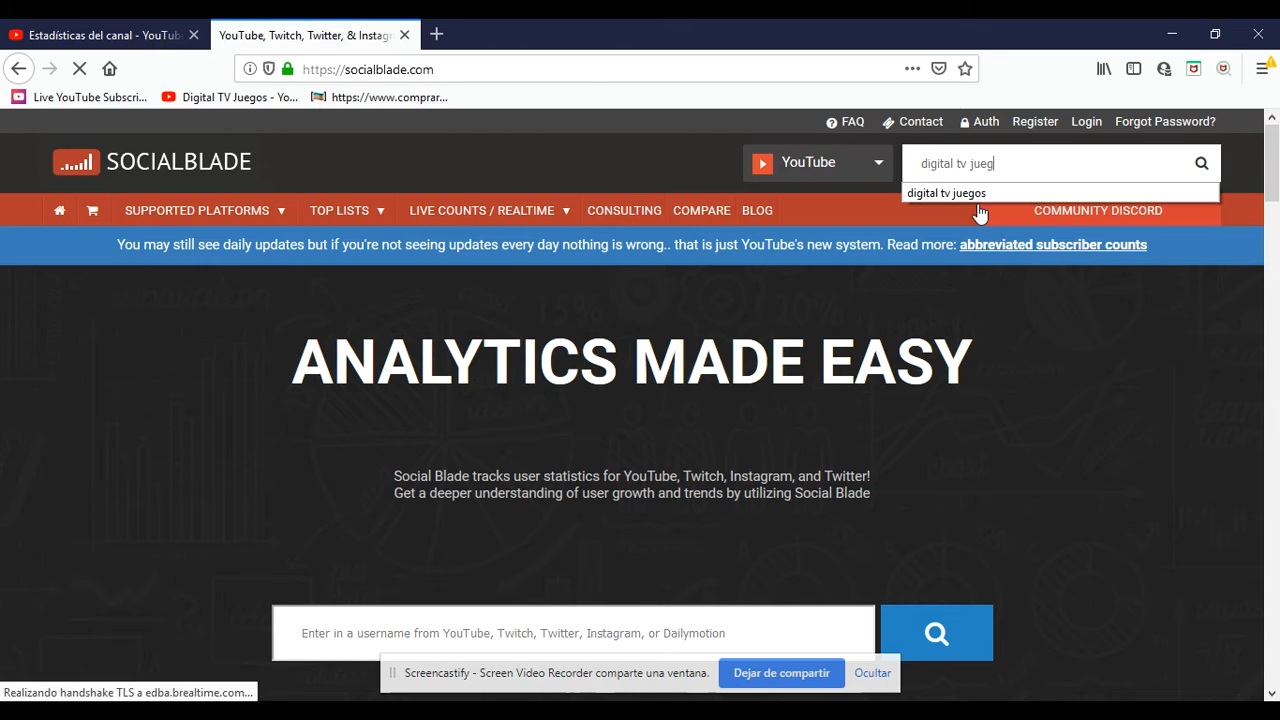 Estadísticas del canal - YouTub
YouTube, Twitch, Twitter, & Instag
https://socialblade.com
Live YouTube Subscri...
Digital TV Juegos - Yo...
https://www.comprar...
FAQ
Contact
Auth
Register
Login
Forgot Password?
SOCIALBLADE
YouTube
digital tv jueg
digital tv juegos
SUPPORTED PLATFORMS
TOP LISTS
LIVE COUNTS / REALTIME
CONSULTING
COMPARE
BLOG
COMMUNITY DISCORD
You may still see daily updates but if you're not seeing updates every day nothing is wrong.. that is just YouTube's new system. Read more: abbreviated subscriber counts
ANALYTICS MADE EASY
Social Blade tracks user statistics for YouTube, Twitch, Instagram, and Twitter!
Get a deeper understanding of user growth and trends by utilizing Social Blade
Enter in a username from YouTube, Twitch, Twitter, Instagram, or Dailymotion
Screencastify - Screen Video Recorder comparte una ventana.
Dejar de compartir
Ocultar
Realizando handshake TLS a edba.brealtime.com...